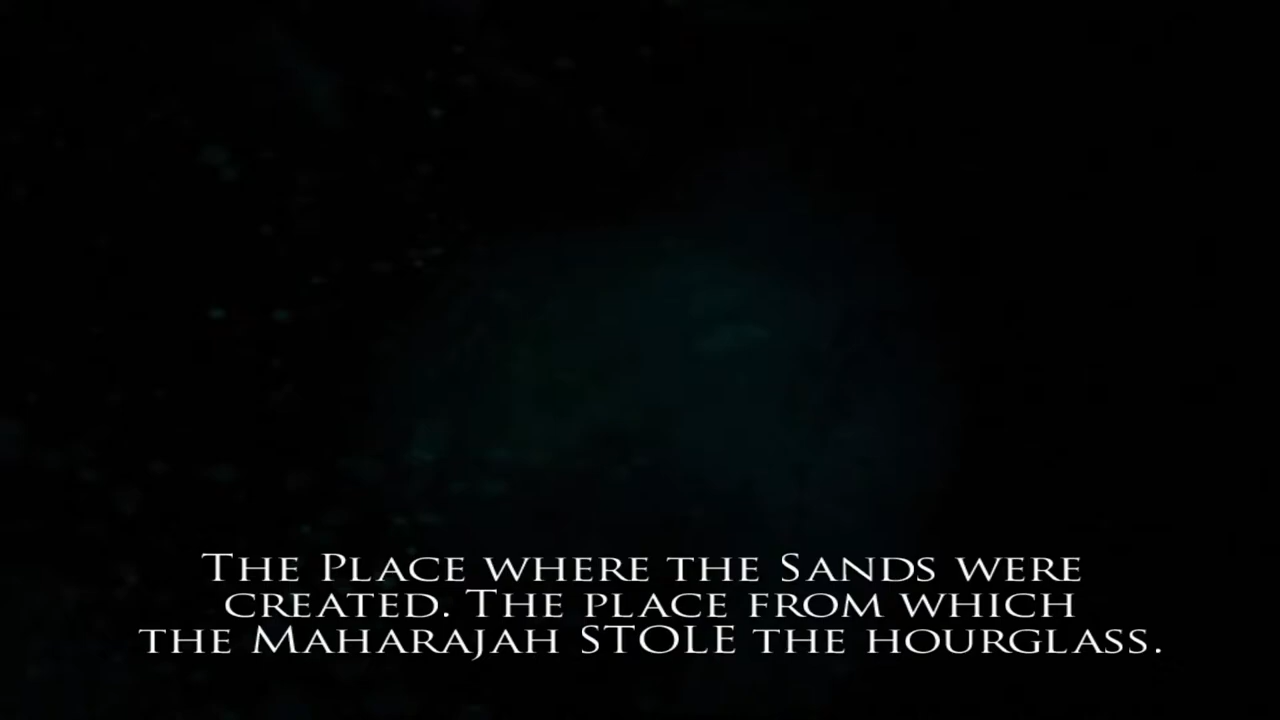 The Place where the Sands were
created. The place from which
the Maharajah STOLE the hourglass.